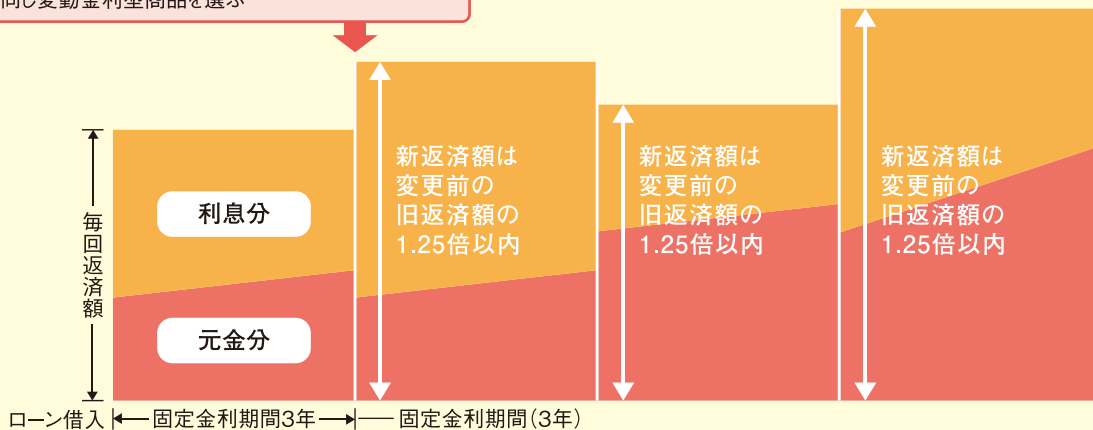 同じ変動金利型商品を選ぶ
毎回返済額
利息分
元金分
新返済額は
変更前の
旧返済額の
1.25倍以内
新返済額は
変更前の
旧返済額の
1.25倍以内
新返済額は
変更前の
旧返済額の
1.25倍以内
ローン借入
固定金利期間3年
固定金利期間(3年)